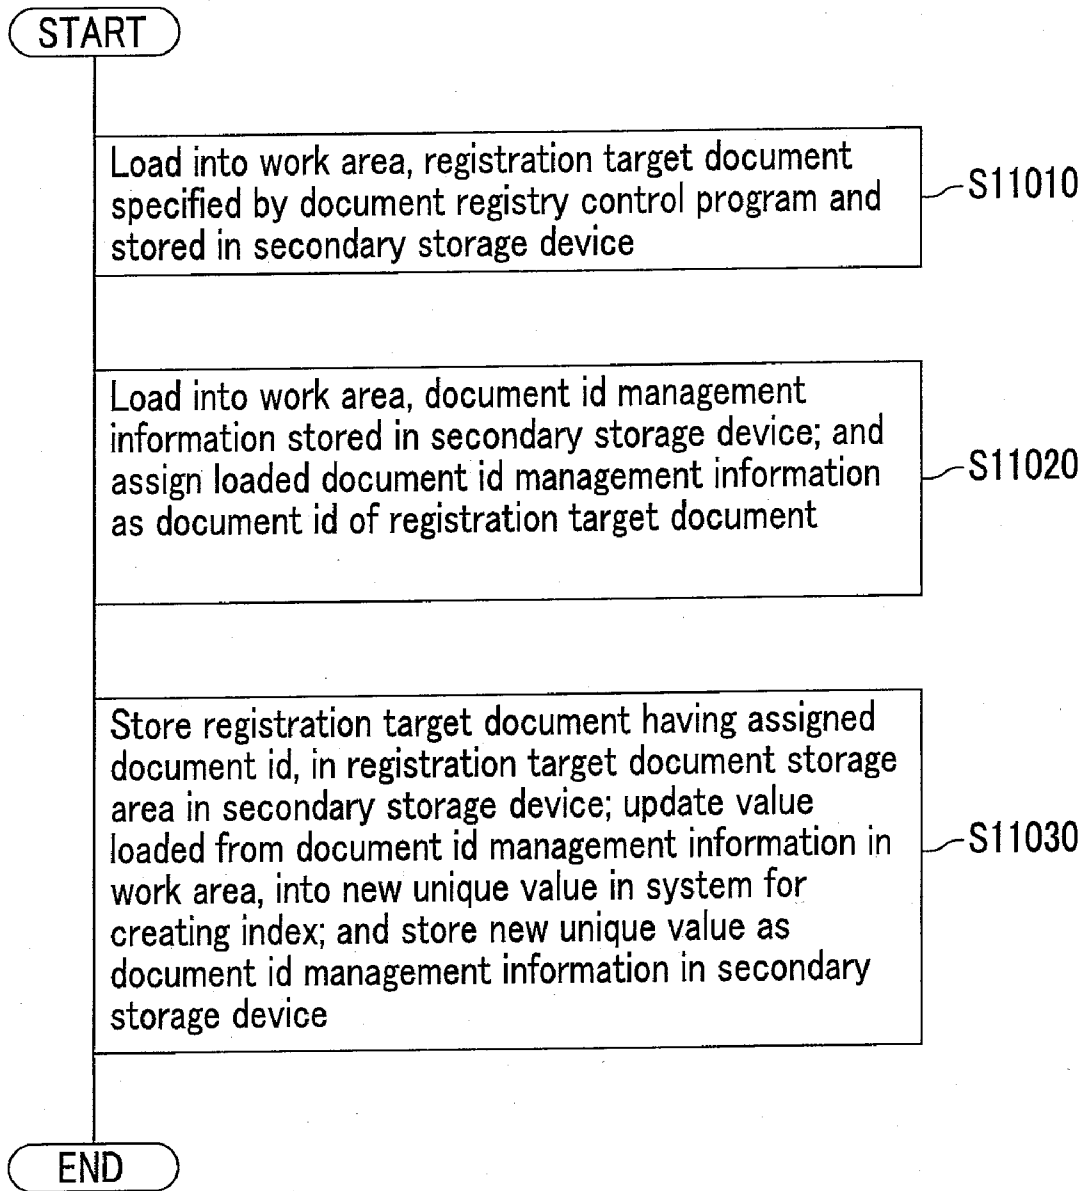 START
Load into work area, registration target document
specified by document registry control program and
stored in secondary storage device
S11010
Load into work area, document id management
information stored in secondary storage device; and
assign loaded document id management information
as document id of registration target document
S11020
Store registration target document having assigned
document id, in registration target document storage
area in secondary storage device; update value
loaded from document id management information in
work area, into new unique value in system for
creating index; and store new unique value as
document id management information in secondary
storage device
S11030
END